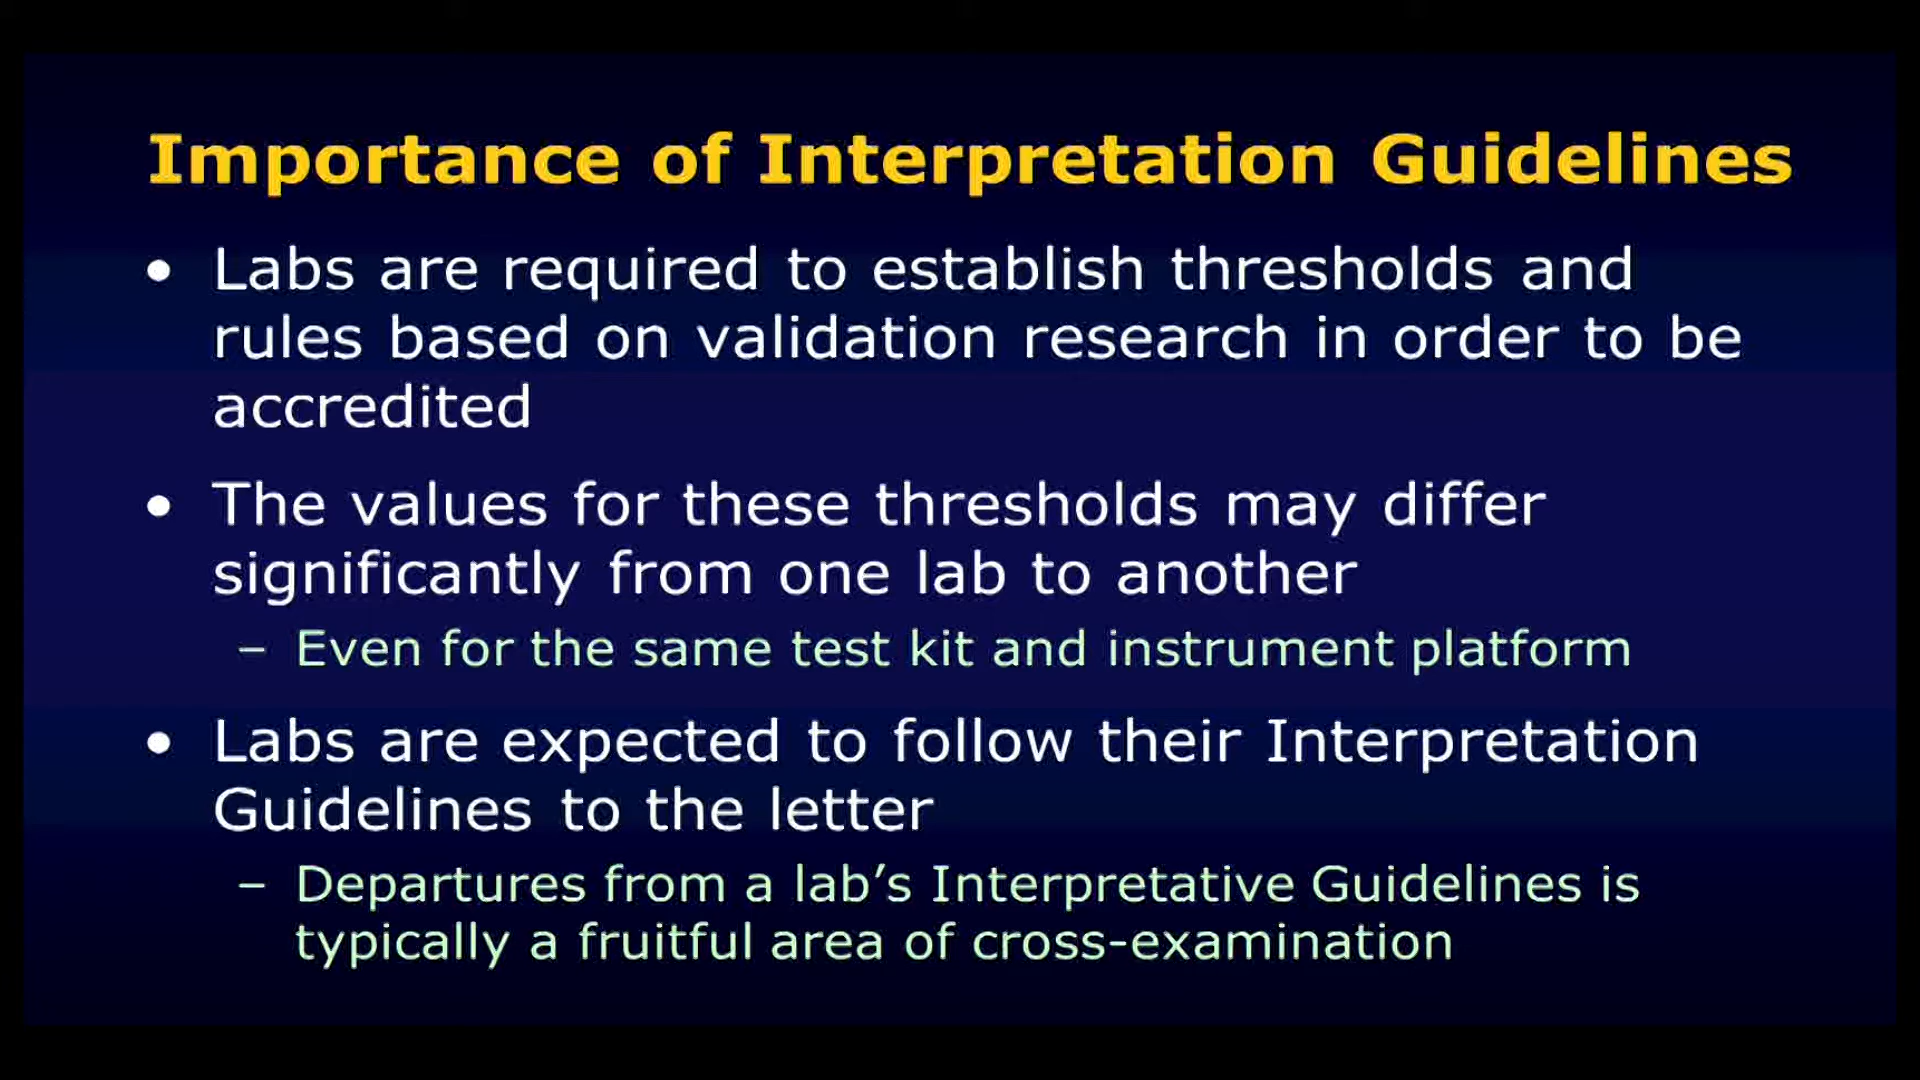 Importance of Interpretation Guidelines
• Labs are required to establish thresholds and
rules based on validation research in order to be
accredited
• The values for these thresholds may differ
significantly from one lab to another
– Even for the same test kit and instrument platform
• Labs are expected to follow their Interpretation
Guidelines to the letter
– Departures from a lab’s Interpretative Guidelines is
typically a fruitful area of cross-examination